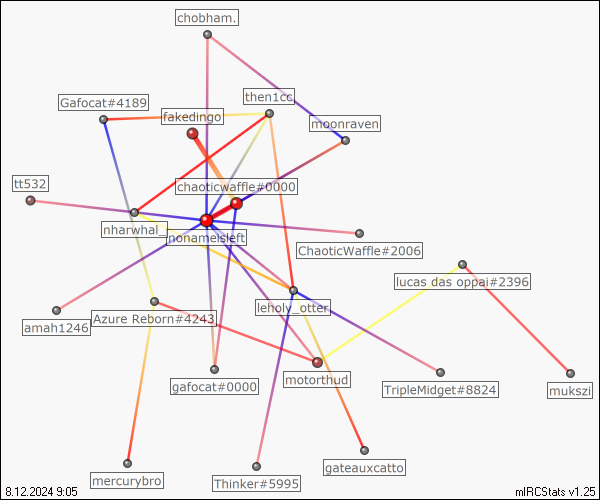 chobham.
Gafocat#4189
then1cc
fakedingo
moonraven
tt532
chaoticwaffle#0000
nharwhal_
nonameisleft
ChaoticWaffle#2006
lucas das oppai#2396
leholy_otter
amah1246
Azure Reborn#4243
gafocat#0000
motorthud
TripleMidget#8824
mukszi
mercurybro
Thinker#5995
gateauxcatto
8.12.2024 9:05
mIRCStats v1.25